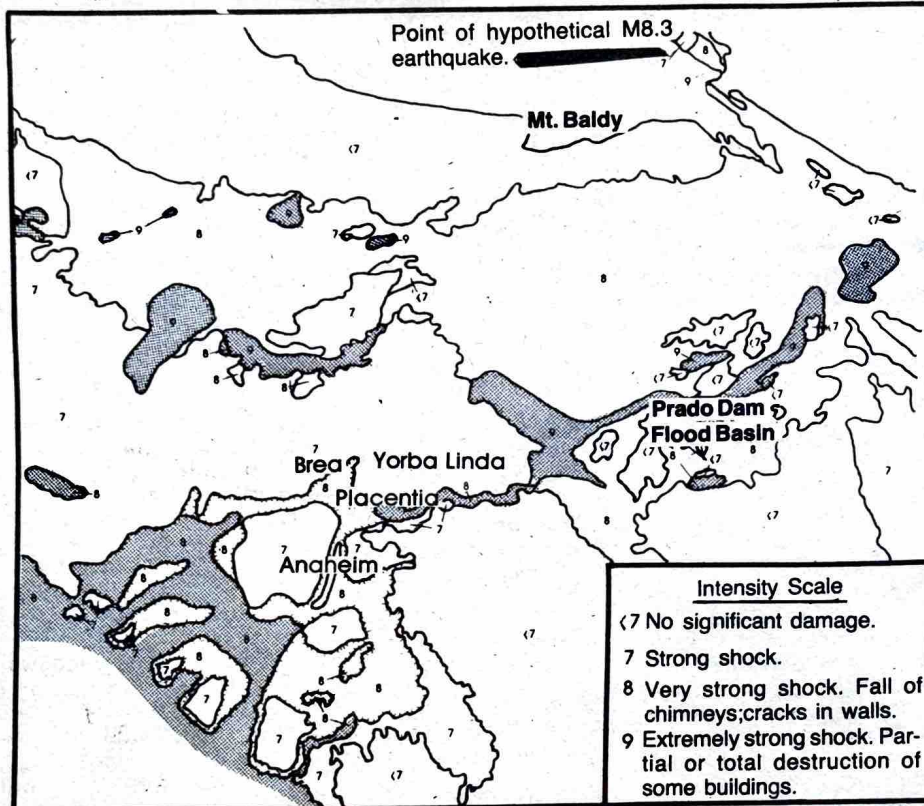 Point of hypothetical M8.3
earthquake.
Mt. Baldy
Prado Dam
Flood Basin
Brea
Yorba Linda
Placentia
Anaheim
Intensity Scale
<7 No significant damage.
7 Strong shock.
8 Very strong shock. Fall of
chimneys;cracks in walls.
9 Extremely strong shock. Par-
tial or total destruction of
some buildings.